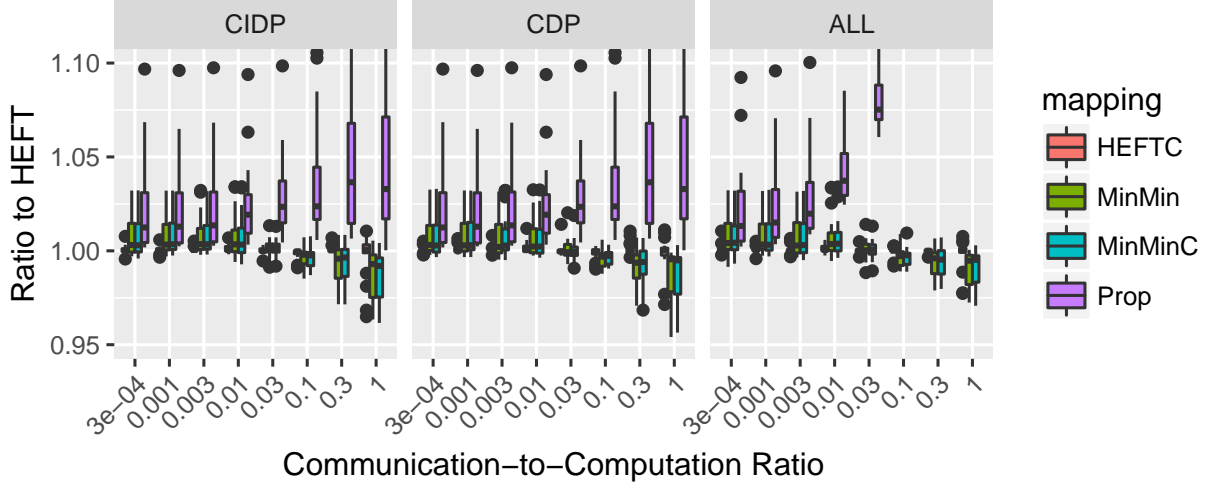 CIDP CDP ALL
1.10
1.05
1.00
0.95
Ratio to HEFT
3e−04 0.001 0.003 0.01 0.03 0.1 0.3 1
3e−04 0.001 0.003 0.01 0.03 0.1 0.3 1
3e−04 0.001 0.003 0.01 0.03 0.1 0.3 1
Communication−to−Computation Ratio
mapping
HEFTC
MinMin
MinMinC
Prop